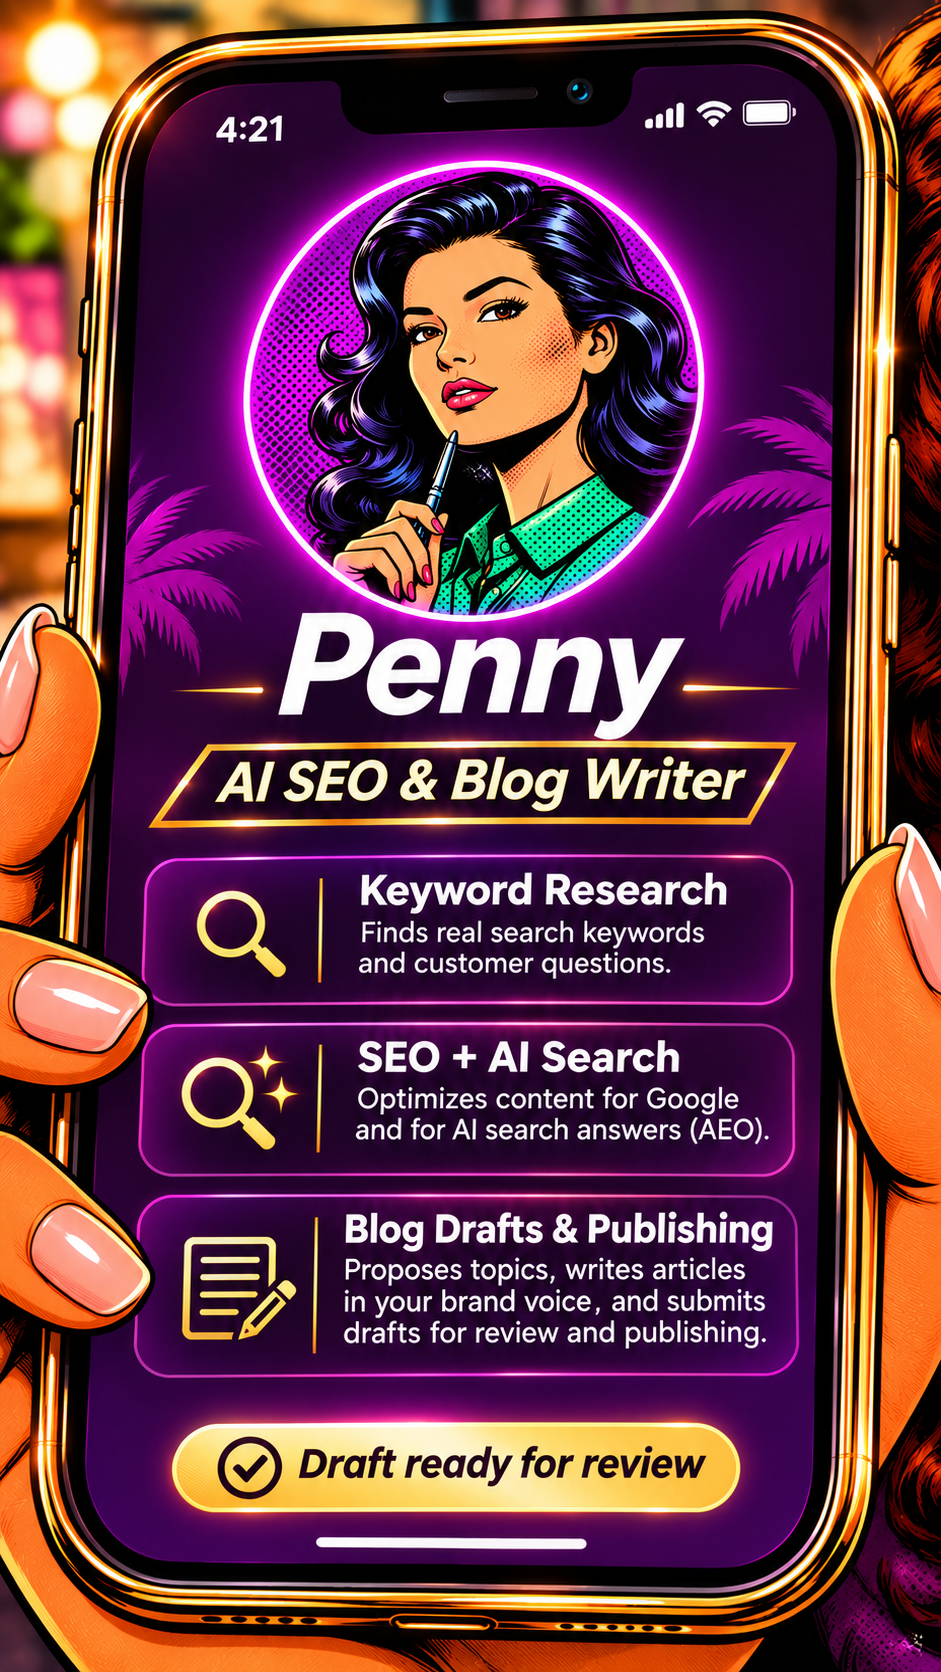 4:21
Penny
AI SEO & Blog Writer
Keyword Research
Finds real search keywords
and customer questions.
SEO + AI Search
Optimizes content for Google
and for AI search answers (AEO).
Blog Drafts & Publishing
Proposes topics, writes articles
in your brand voice, and submits
drafts for review and publishing.
Draft ready for review